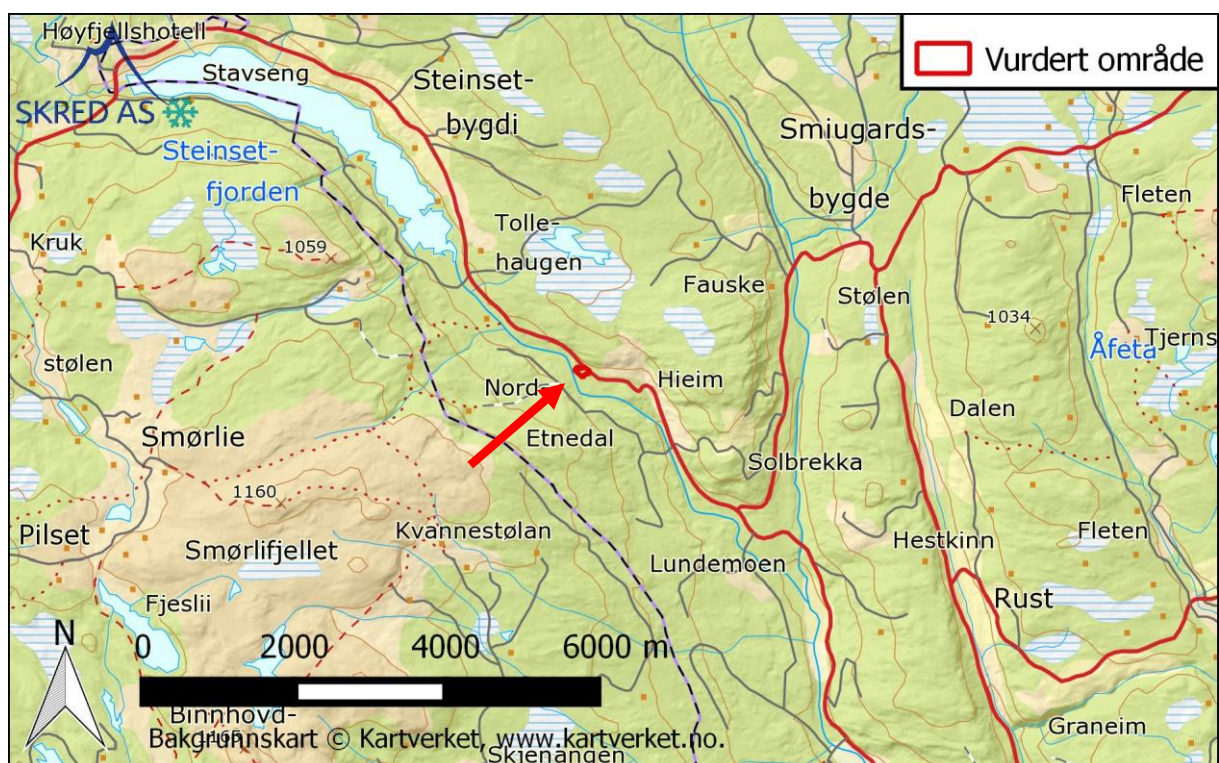 Høyfjellshotell
Stavseng
SKRED AS
Steinset-
bygdi
Vurdert område
Steinset-
fjorden
Smiugards-
bygde
Fleten
Kruk
1059
Tolle-
haugen
Fauske
Stølen
1034
Åfeta
Tjerns
stølen
Nord-
Etnedal
Hieim
Dalen
Smørlie
Solbrekka
1160
Pilset
Smørlifjellet
Kvannestølan
Lundemoen
Hestkinn
Fleten
Fjeslii
Rust
N
0 2000 4000 6000 m
Binnhovd-
1165
Graneim
Bakgrunnskart © Kartverket, www.kartverket.no.
Skjenangen